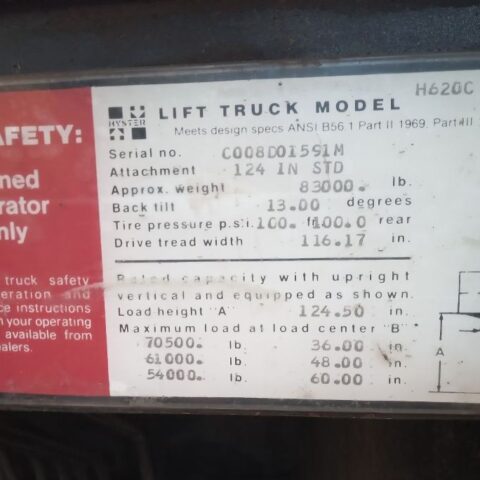 AFETY:
ned
rator
nly
truck safety
eration and
ce instructions
n your operating
available from
ealers.
HYSTER
LIFT TRUCK MODEL H620C
Meets design specs ANSI B56.1 Part II 1969, Part III
Serial no. C008D01591M
Attachment 124 IN STD
Approx. weight 83000. lb.
Back tilt 13.00 degrees
Tire pressure p.s.i. 100. ft 100.0 rear
Drive tread width 116.17 in.
Rated capacity with upright
vertical and equipped as shown.
Load height "A" 124.50 in.
Maximum load at load center "B"
70500. lb. 36.00 in.
61000. lb. 48.00 in.
54000. lb. 60.00 in.
A